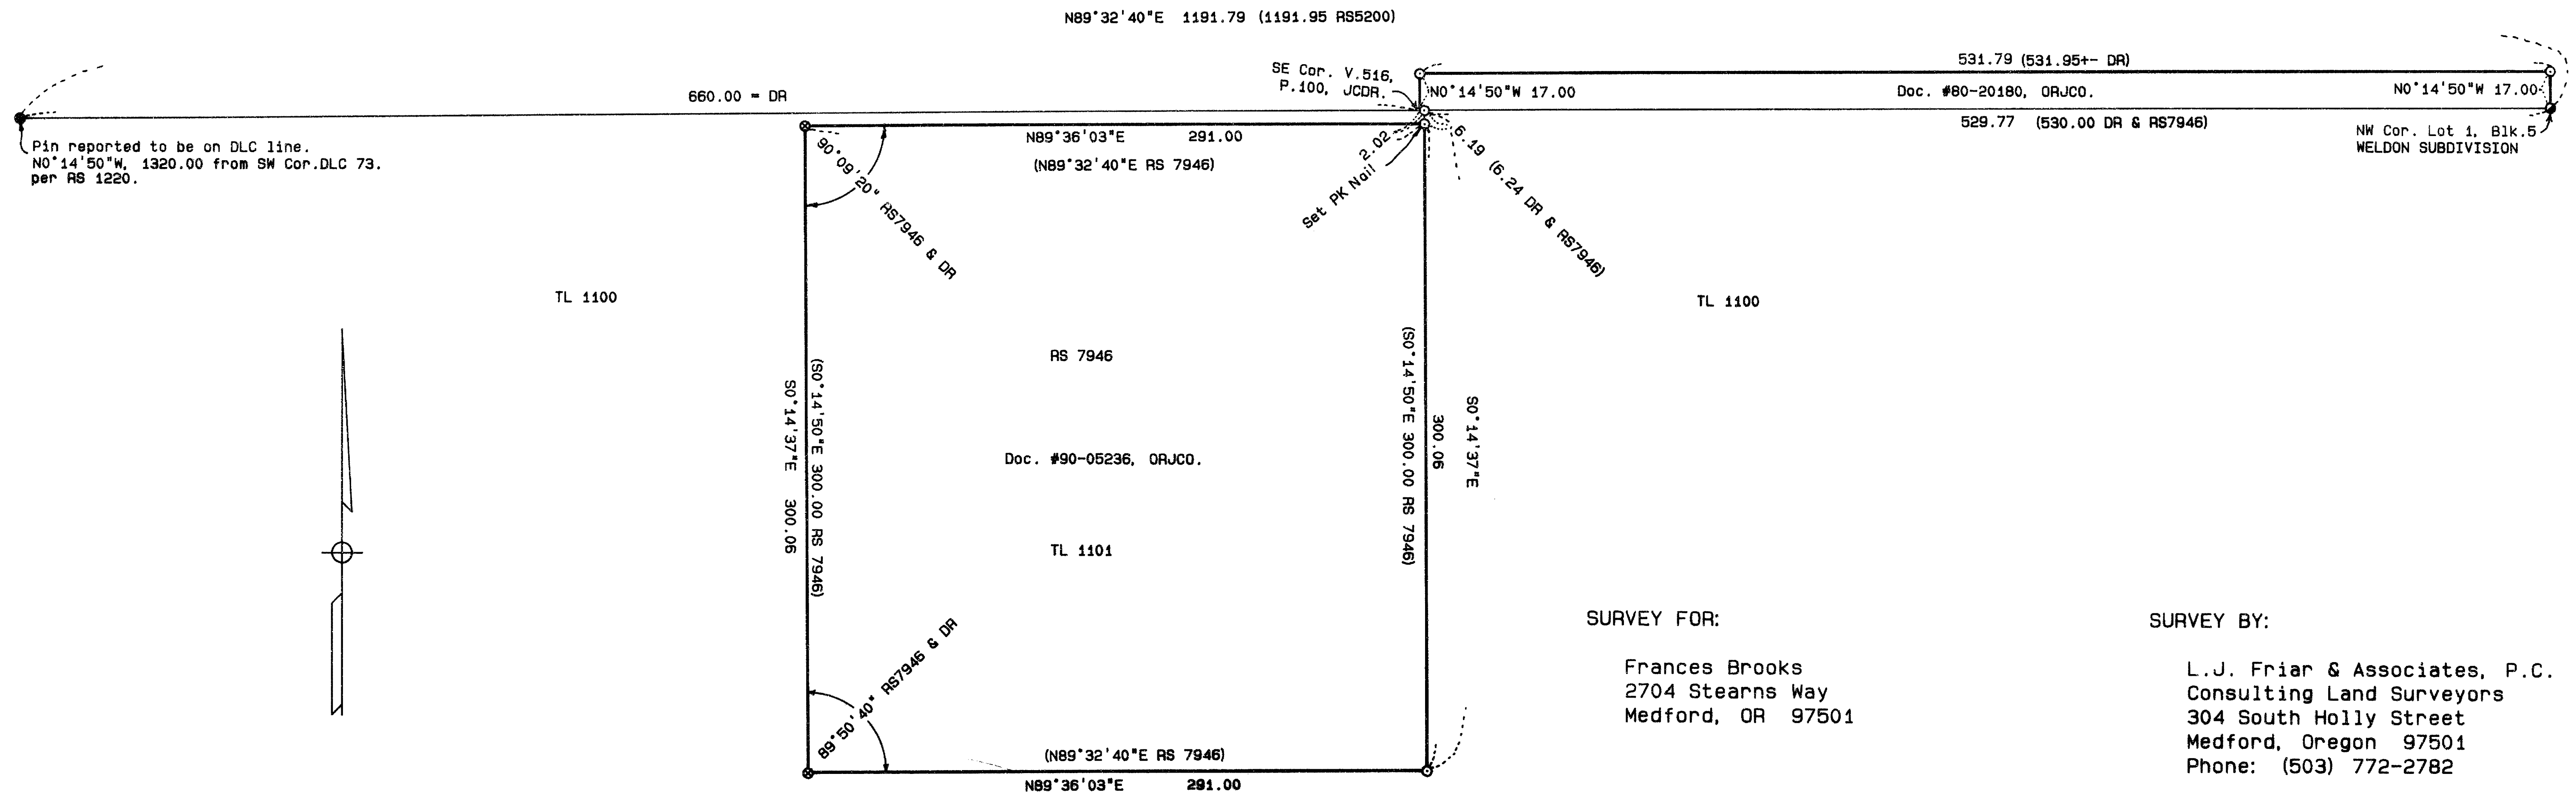 N89°32'40"E 1191.79 (1191.95 RS5200)
531.79 (531.95+- DR)
SE Cor. V.516,
P.100, JCDR.
660.00 = DR
N0°14'50"W 17.00
Doc. #80-20180, ORJCO.
N0°14'50"W 17.00
529.77 (530.00 DR & RS7946)
NW Cor. Lot 1, Blk.5
WELDON SUBDIVISION
Pin reported to be on DLC line.
N0°14'50"W, 1320.00 from SW Cor.DLC 73.
per RS 1220.
N89°36'03"E 291.00
(N89°32'40"E RS 7946)
2.02
Set PK Nail
6.19 (6.24 DR & RS7946)
90°09'20" RS7946 & DR
TL 1100
TL 1100
RS 7946
(S0°14'50"E 300.00 RS 7946)
S0°14'37"E 300.06
(S0°14'50"E 300.00 RS 7946)
300.06
S0°14'37"E
Doc. #90-05236, ORJCO.
TL 1101
89°50'40" RS7946 & DR
(N89°32'40"E RS 7946)
N89°36'03"E 291.00
SURVEY FOR:
Frances Brooks
2704 Stearns Way
Medford, OR 97501
SURVEY BY:
L.J. Friar & Associates, P.C.
Consulting Land Surveyors
304 South Holly Street
Medford, Oregon 97501
Phone: (503) 772-2782